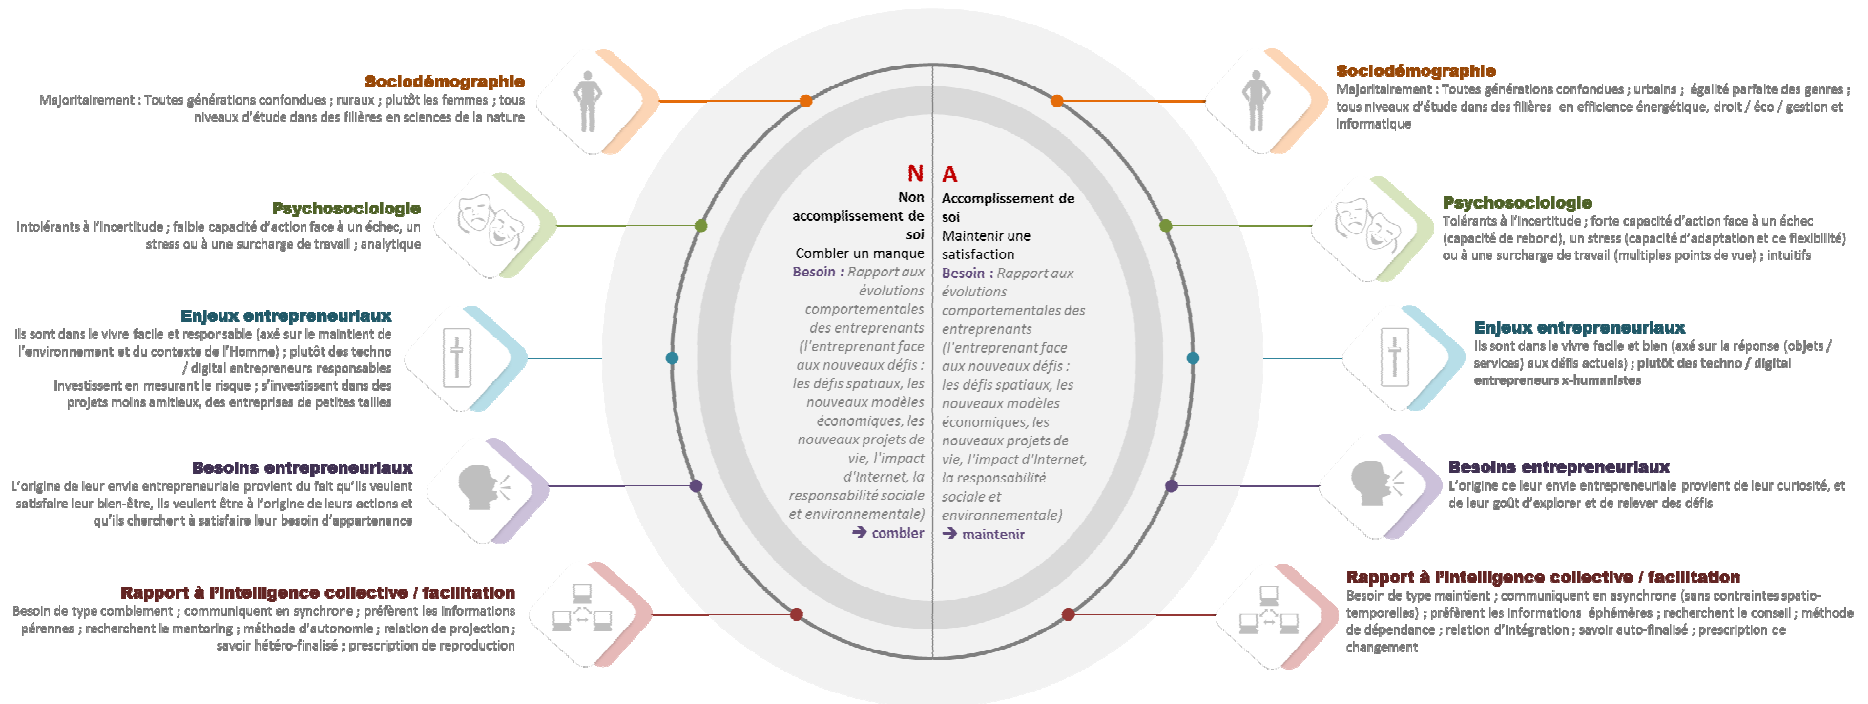 Sociodémographie
Majoritairement : Toutes générations confondues ; ruraux ; plutôt les femmes ; tous
niveaux d'étude dans des filières en sciences de la nature
Psychosociologie
Intolérants à l'incertitude ; faible capacité d'action face à un échec, un
stress ou à une surcharge de travail ; analytique
Enjeux entrepreneuriaux
Ils sont dans le vivre facile et responsable (axé sur le maintient de
l'environnement et du contexte de l'Homme) ; plutôt des techno
/ digital entrepreneurs responsables
Investissent en mesurant le risque ; s'investissent dans des
projets moins amitieux, des entreprises de petites tailles
Besoins entrepreneuriaux
L'origine de leur envie entrepreneuriale provient du fait qu'ils veulent
satisfaire leur bien-être, ils veulent être à l'origine de leurs actions et
qu'ils cherchent à satisfaire leur besoin d'appartenance
Rapport à l'intelligence collective / facilitation
Besoin de type comblement ; communiquent en synchrone ; préfèrent les informations
pérennes ; recherchent le mentoring ; méthode d'autonomie ; relation de projection ;
savoir hétéro-finalisé ; prescription de reproduction
N
Non
accomplissement de
soi
Combler un manque
Besoin : Rapport aux
évolutions
comportementales
des entreprenants
(l'entreprenant face
aux nouveaux défis :
les défis spatiaux, les
nouveaux modèles
économiques, les
nouveaux projets de
vie, l'impact
d'Internet, la
responsabilité sociale
et environnementale)
➔ combler
A
Accomplissement de
soi
Maintenir une
satisfaction
Besoin : Rapport aux
évolutions
comportementales des
entreprenants
(l'entreprenant face
aux nouveaux défis :
les défis spatiaux, les
nouveaux modèles
économiques, les
nouveaux projets de
vie, l'impact d'Internet,
la responsabilité
sociale et
environnementale)
➔ maintenir
Sociodémographie
Majoritairement : Toutes générations confondues ; urbains ; égalité parfaite des genres ;
tous niveaux d'étude dans des filières en efficience énergétique, droit / éco / gestion et
informatique
Psychosociologie
Tolérants à l'incertitude ; forte capacité d'action face à un échec
(capacité de rebond), un stress (capacité d'adaptation et de flexibilité)
ou à une surcharge de travail (multiples points de vue) ; intuitifs
Enjeux entrepreneuriaux
Ils sont dans le vivre facile et bien (axé sur la réponse (objets /
services) aux défis actuels) ; plutôt des techno / digital
entrepreneurs x-humanistes
Besoins entrepreneuriaux
L'origine de leur envie entrepreneuriale provient de leur curiosité, et
de leur goût d'explorer et de relever des défis
Rapport à l'intelligence collective / facilitation
Besoin de type maintient ; communiquent en asynchrone (sans contraintes spatio-
temporelles) ; préfèrent les informations éphémères ; recherchent le conseil ; méthode
de dépendance ; relation d'intégration ; savoir auto-finalisé ; prescription de
changement